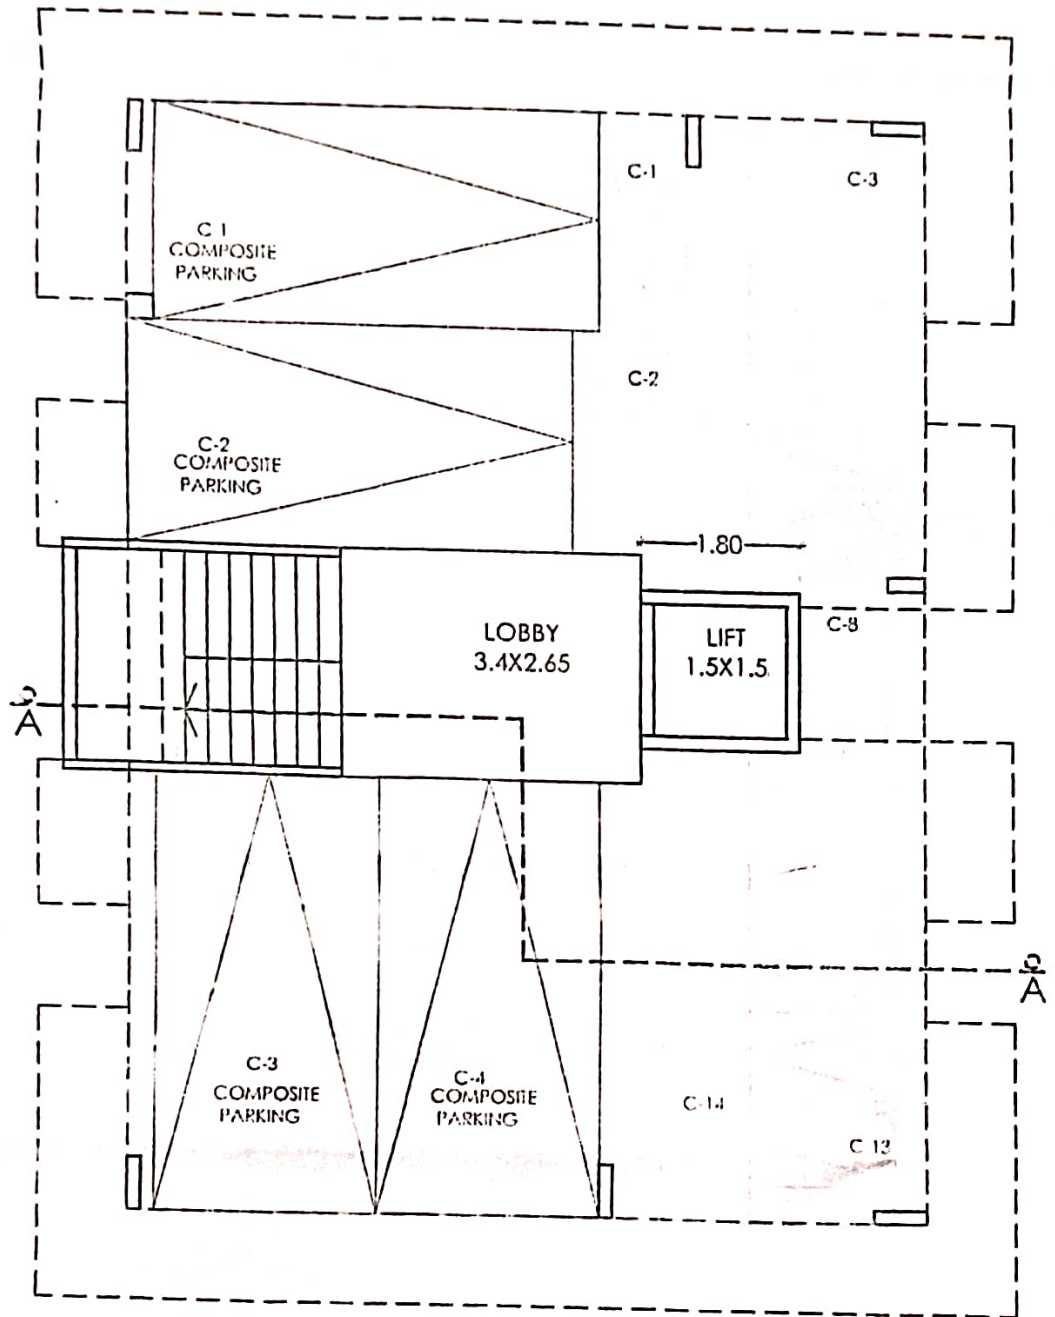 C-1
C-3
C-1
COMPOSITE
PARKING
C-2
C-2
COMPOSITE
PARKING
1.80
LOBBY
3.4X2.65
LIFT
1.5X1.5
C-8
A
A
C-3
COMPOSITE
PARKING
C-4
COMPOSITE
PARKING
C-14
C-13